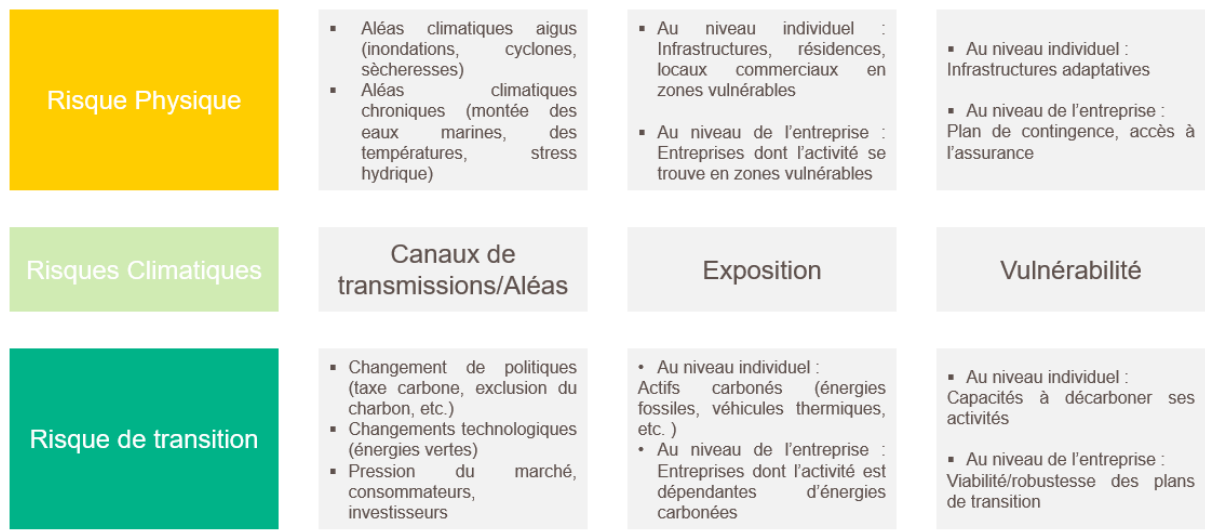 Risque Physique
▪ Aléas climatiques aigus
(inondations, cyclones,
sècheresses)
▪ Aléas climatiques
chroniques (montée des
eaux marines, des
températures, stress
hydrique)
▪ Au niveau individuel :
Infrastructures, résidences,
locaux commerciaux en
zones vulnérables
▪ Au niveau de l’entreprise :
Entreprises dont l’activité se
trouve en zones vulnérables
▪ Au niveau individuel :
Infrastructures adaptatives
▪ Au niveau de l’entreprise :
Plan de contingence, accès à
l’assurance
Risques Climatiques
Canaux de
transmissions/Aléas
Exposition
Vulnérabilité
Risque de transition
▪ Changement de politiques
(taxe carbone, exclusion du
charbon, etc.)
▪ Changements technologiques
(énergies vertes)
▪ Pression du marché,
consommateurs,
investisseurs
• Au niveau individuel :
Actifs carbonés (énergies
fossiles, véhicules thermiques,
etc. )
• Au niveau de l’entreprise :
Entreprises dont l’activité est
dépendantes d’énergies
carbonées
▪ Au niveau individuel :
Capacités à décarboner ses
activités
▪ Au niveau de l’entreprise :
Viabilité/robustesse des plans
de transition